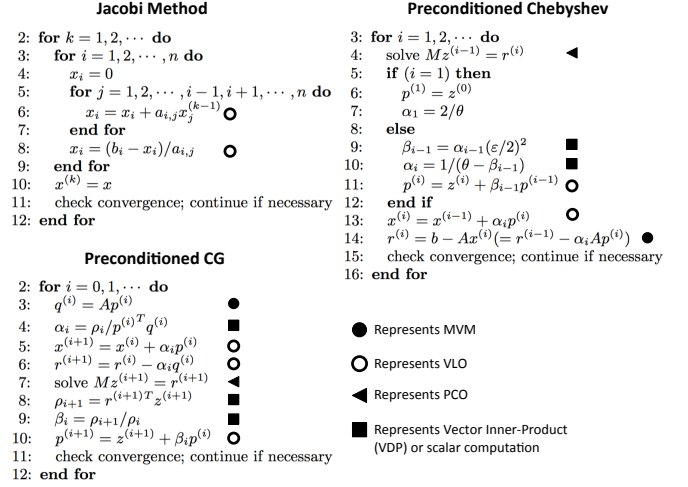 Jacobi Method
2: for k = 1, 2, ··· do
3: for i = 1, 2, ··· , n do
4: x_i = 0
5: for j = 1, 2, ··· , i − 1, i + 1, ··· , n do
6: x_i = x_i + a_{i,j}x_j^{(k−1)}
7: end for
8: x_i = (b_i − x_i)/a_{i,j}
9: end for
10: x^{(k)} = x
11: check convergence; continue if necessary
12: end for
Preconditioned CG
2: for i = 0, 1, ··· do
3: q^{(i)} = Ap^{(i)}
4: α_i = ρ_i/p^{(i)^T} q^{(i)}
5: x^{(i+1)} = x^{(i)} + α_i p^{(i)}
6: r^{(i+1)} = r^{(i)} − α_i q^{(i)}
7: solve Mz^{(i+1)} = r^{(i+1)}
8: ρ_{i+1} = r^{(i+1)T} z^{(i+1)}
9: β_i = ρ_{i+1}/ρ_i
10: p^{(i+1)} = z^{(i+1)} + β_i p^{(i)}
11: check convergence; continue if necessary
12: end for
Preconditioned Chebyshev
3: for i = 1, 2, ··· do
4: solve Mz^{(i−1)} = r^{(i)}
5: if (i = 1) then
6: p^{(1)} = z^{(0)}
7: α_1 = 2/θ
8: else
9: β_{i−1} = α_{i−1}(ε/2)^2
10: α_i = 1/(θ − β_{i−1})
11: p^{(i)} = z^{(i)} + β_{i−1}p^{(i−1)}
12: end if
13: x^{(i)} = x^{(i−1)} + α_i p^{(i)}
14: r^{(i)} = b − Ax^{(i)}(= r^{(i−1)} − α_i Ap^{(i)})
15: check convergence; continue if necessary
16: end for
Represents MVM
Represents VLO
Represents PCO
Represents Vector Inner-Product
(VDP) or scalar computation